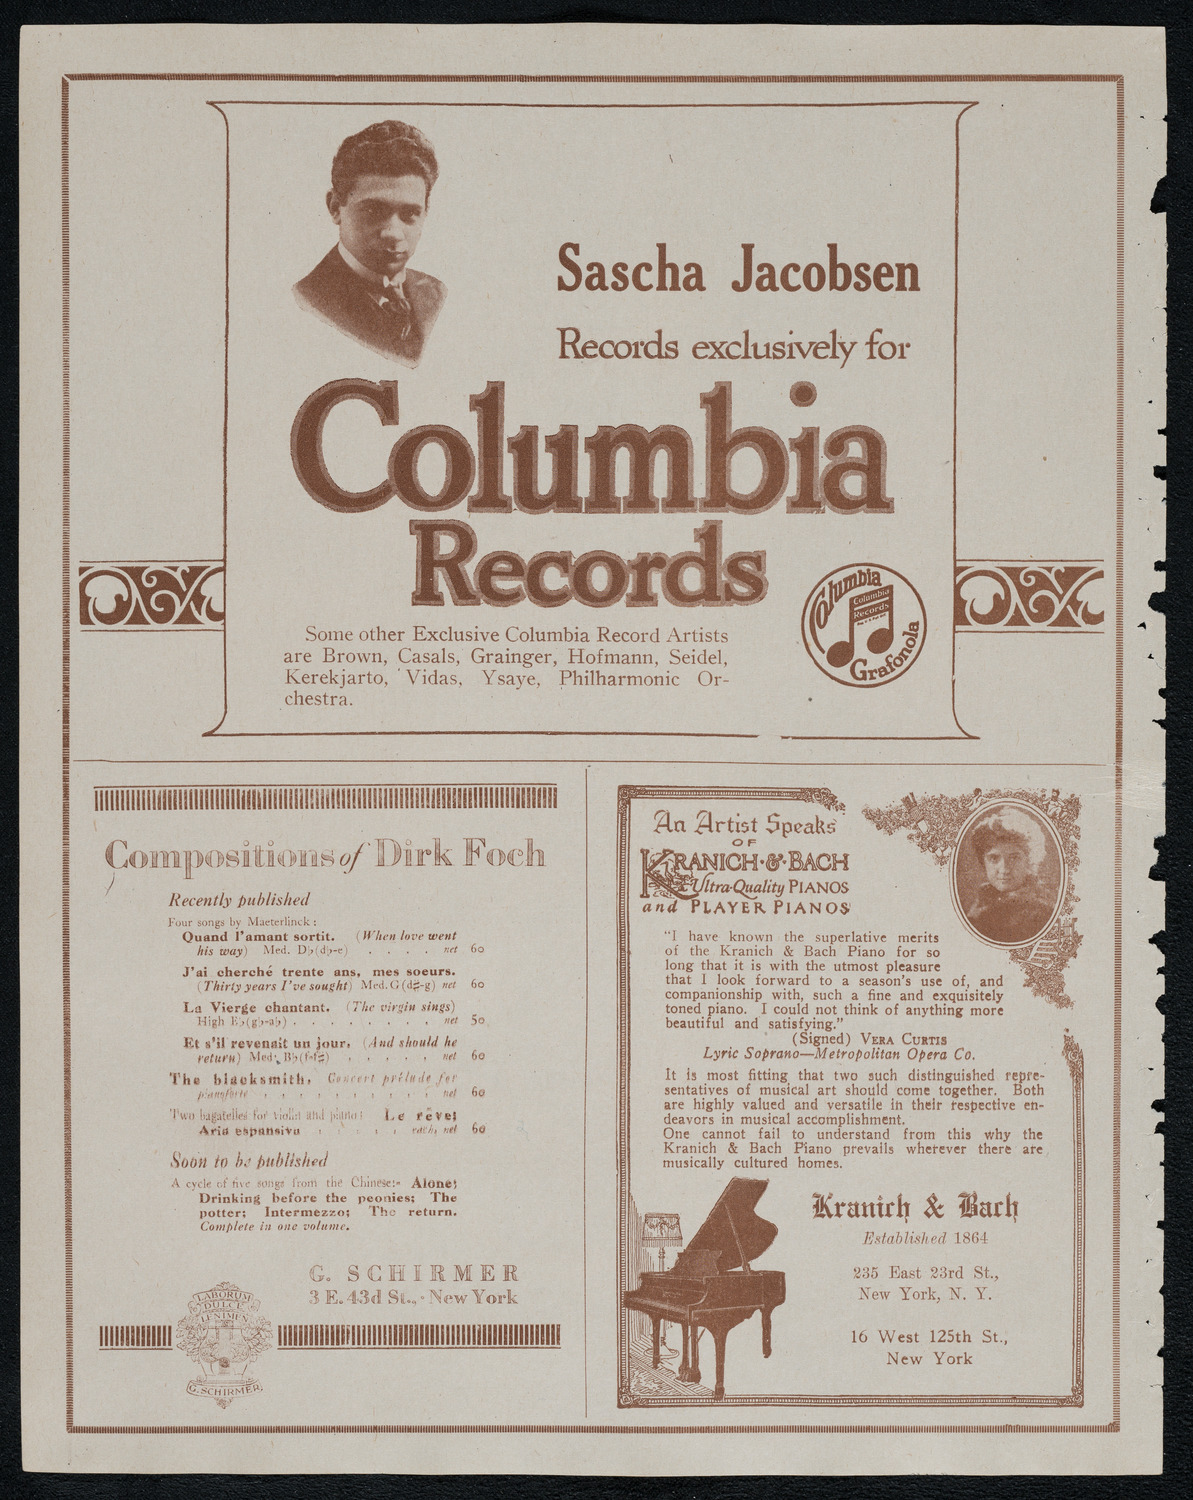 Sascha Jacobsen
Records exclusively for
Columbia
Records
Some other Exclusive Columbia Record Artists
are Brown, Casals, Grainger, Hofmann, Seidel,
Kerekjarto, Vidas, Ysaye, Philharmonic Or-
chestra.
Columbia
Columbia
Records
Grafonola
Compositions of Dirk Foch
Recently published
Four songs by Maeterlinck:
Quand l'amant sortit. (When love went
his way) Med. D♭(d♭-e) . . . . net 60
J'ai cherché trente ans, mes soeurs.
(Thirty years I've sought) Med. G (d♯-g) net 60
La Vierge chantant. (The virgin sings)
High E♭(g♭-a♭) . . . . . . . . net 50
Et s'il revenait un jour. (And should he
return) Med. B♭(f-f♯) . . . . . net 60
The blacksmith. Concert prélude for
pianoforte . . . . . . . . . . net 60
Two bagatelles for violin and piano: Le rêve;
Aria espansiva . . . . . each, net 60
Soon to be published
A cycle of five songs from the Chinese:- Alone;
Drinking before the peonies; The
potter; Intermezzo; The return.
Complete in one volume.
G. SCHIRMER
3 E. 43d St., - New York
LABORUM
DULCE
LENIMEN
G. SCHIRMER
An Artist Speaks
OF
KRANICH·&·BACH
Ultra-Quality PIANOS
and PLAYER PIANOS
"I have known the superlative merits
of the Kranich & Bach Piano for so
long that it is with the utmost pleasure
that I look forward to a season's use of, and
companionship with, such a fine and exquisitely
toned piano. I could not think of anything more
beautiful and satisfying."
(Signed) VERA CURTIS
Lyric Soprano—Metropolitan Opera Co.
It is most fitting that two such distinguished repre-
sentatives of musical art should come together. Both
are highly valued and versatile in their respective en-
deavors in musical accomplishment.
One cannot fail to understand from this why the
Kranich & Bach Piano prevails wherever there are
musically cultured homes.
Kranich & Bach
Established 1864
235 East 23rd St.,
New York, N. Y.
16 West 125th St.,
New York